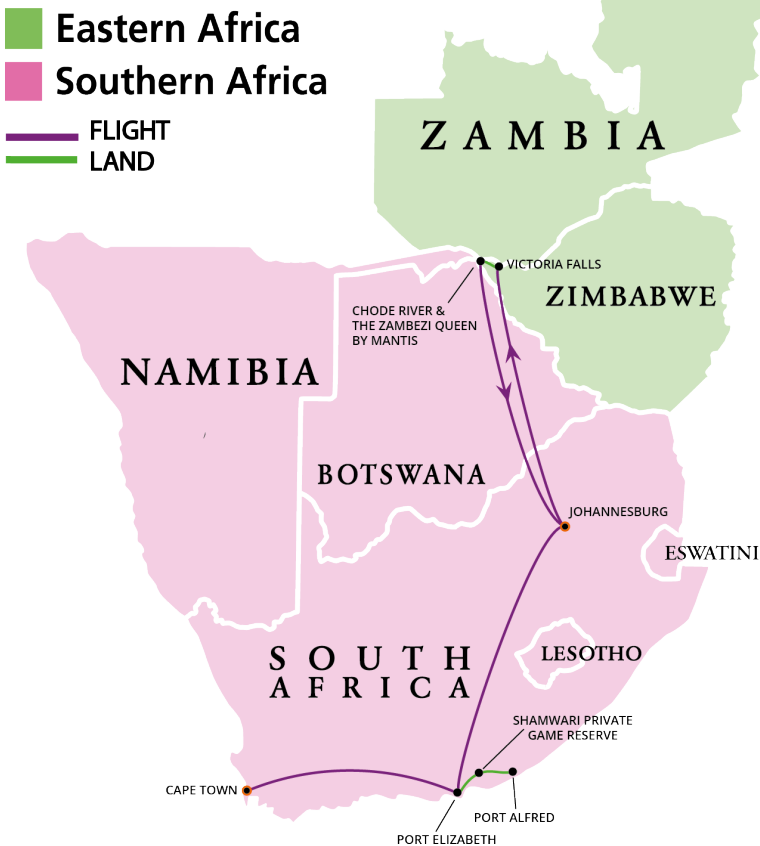 Eastern Africa
Southern Africa
FLIGHT
LAND
ZAMBIA
VICTORIA FALLS
ZIMBABWE
CHODE RIVER &
THE ZAMBEZI QUEEN
BY MANTIS
NAMIBIA
BOTSWANA
JOHANNESBURG
ESWATINI
LESOTHO
SOUTH
AFRICA
SHAMWARI PRIVATE
GAME RESERVE
CAPE TOWN
PORT ALFRED
PORT ELIZABETH